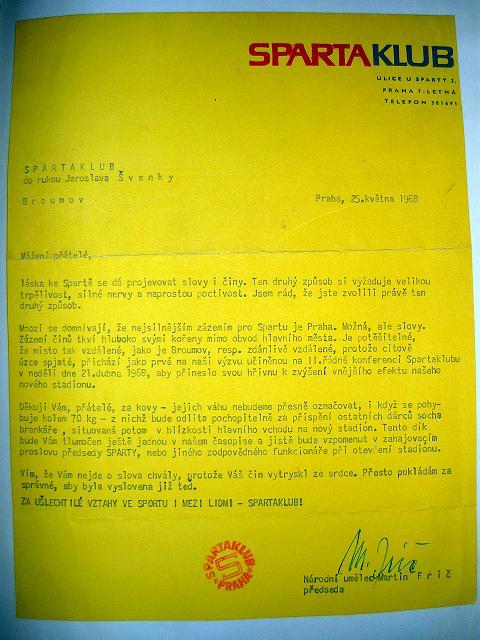 SPARTAKLUB
ULICE U SPARTY 2,
PRAHA 7-LETNÁ
TELEFON 381691
SPARTAKLUB
do rukou Jaroslava Švenky
Broumov
Praha, 25.května 1968
Vážení přátelé,
láska ke Spartě se dá projevovat slovy i činy. Ten druhý způsob si vyžaduje velikou
trpělivost, silné nervy a naprostou poctivost. Jsem rád, že jste zvolili právě ten
druhý způsob.
Mnozí se domnívají, že nejsilnějším zázemím pro Spartu je Praha. Možná, ale slovy.
Zázemí činů tkví hluboko svými kořeny mimo obvod hlavního města. Je potěšitelné,
že místo tak vzdálené, jako je Broumov, resp. zdánlivě vzdálené, protože citově
úzce spjaté, přichází jako prvé na naši výzvu učiněnou na 11.řádné konferenci Spartaklubu
v neděli dne 21.dubna 1968, aby přineslo svou hřivnu k zvýšení vnějšího efektu našeho
nového stadionu.
Děkuji Vám, přátelé, za kovy - jejich váhu nebudeme přesně označovat, i když se pohy-
buje kolem 70 kg - z nichž bude odlita pochopitelně za přispění ostatních dárců socha
brankáře , situovaná potom v blízkosti hlavního vchodu na nový stadion. Tento dík
bude Vám tlumočen ještě jednou v našem časopise a jistě bude vzpomenut v zahajovacím
proslovu předsedy SPARTY, nebo jiného zodpovědného funkcionáře při otevření stadionu.
Vím, že Vám nejde o slova chvály, protože Váš čin vytryskl ze srdce. Přesto pokládám za
správné, aby byla vyslovena již teď.
ZA UŠLECHTILÉ VZTAHY VE SPORTU I MEZI LIDMI - SPARTAKLUB!
SPARTAKLUB
S
PRAHA
M. Frič
Národní umělec Martin Frič
předseda